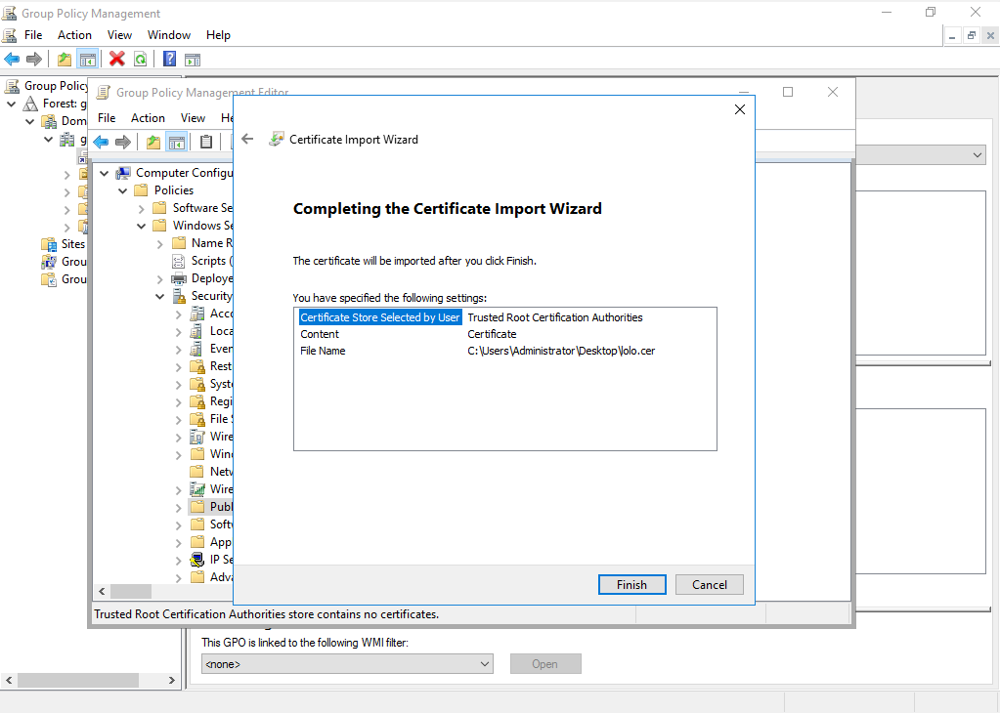 Group Policy Management
File Action View Window Help
Group Policy
Forest: g
Dom
g
Sites
Grou
Grou
Group Policy Management Editor
File Action View He
Computer Configu
Policies
Software Se
Windows Se
Name R
Scripts (
Deploye
Security
Acco
Loca
Even
Rest
Syste
Regi
File S
Wire
Wind
Netw
Wire
Publ
Softw
App
IP Se
Adva
Trusted Root Certification Authorities store contains no certificates.
Certificate Import Wizard
Completing the Certificate Import Wizard
The certificate will be imported after you click Finish.
You have specified the following settings:
Certificate Store Selected by User Trusted Root Certification Authorities
Content Certificate
File Name C:\Users\Administrator\Desktop\lolo.cer
Finish Cancel
This GPO is linked to the following WMI filter:
<none> Open